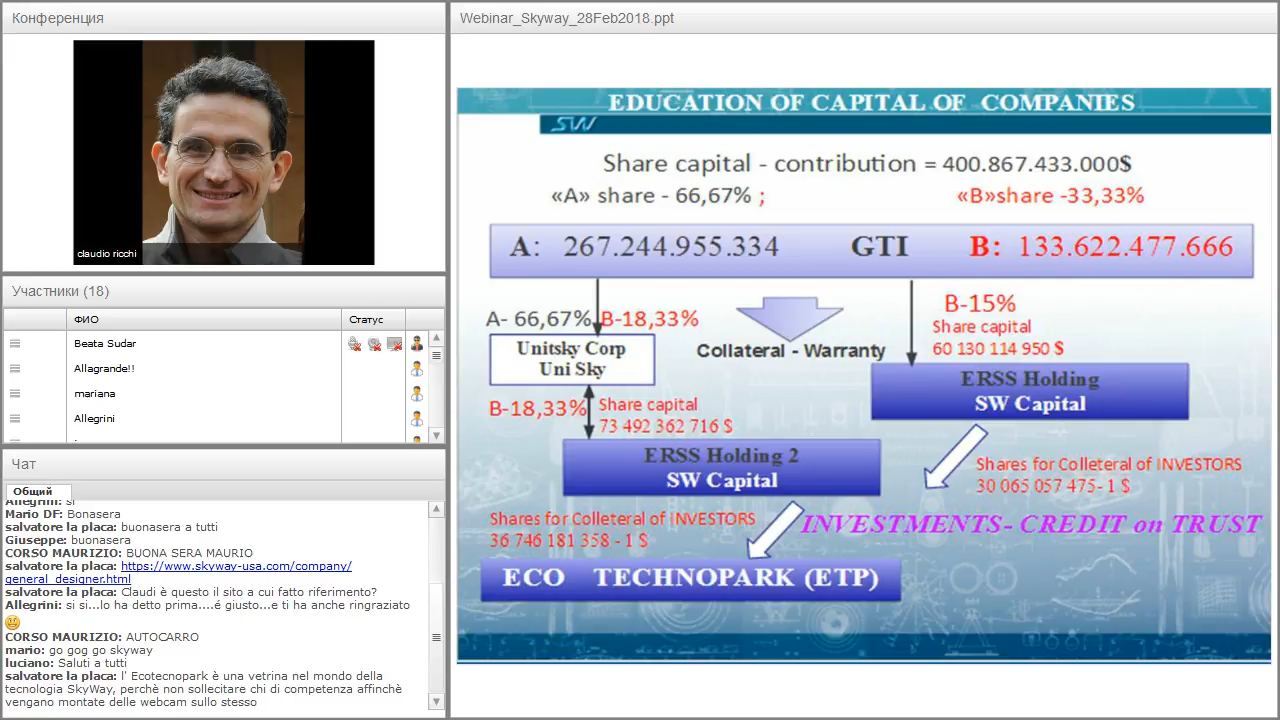 Конференция
claudio ricchi
Участники (18)
ФИО
Статус
Beata Sudar
Allagrande!!
mariana
Allegrini
Чат
Общий
Allegrini: si
Mario DF: Bonasera
salvatore la placa: buonasera a tutti
Giuseppe: buonasera
CORSO MAURIZIO: BUONA SERA MAURIO
salvatore la placa: https://www.skyway-usa.com/company/
general_designer.html
salvatore la placa: Claudi è questo il sito a cui fatto riferimento?
Allegrini: si si...lo ha detto prima....é giusto...e ti ha anche ringraziato
CORSO MAURIZIO: AUTOCARRO
mario: go gog go skyway
luciano: Saluti a tutti
salvatore la placa: l' Ecotecnopark è una vetrina nel mondo della
tecnologia SkyWay, perchè non sollecitare chi di competenza affinchè
vengano montate delle webcam sullo stesso
Webinar_Skyway_28Feb2018.ppt
EDUCATION OF CAPITAL OF COMPANIES
SW
Share capital - contribution = 400.867.433.000$
«A» share - 66,67% ;
«B»share -33,33%
A: 267.244.955.334 GTI B: 133.622.477.666
A- 66,67% B-18,33%
B-15%
Share capital
60 130 114 950 $
Unitsky Corp
Uni Sky
Collateral - Warranty
ERSS Holding
SW Capital
B-18,33%
Share capital
73 492 362 716 $
ERSS Holding 2
SW Capital
Shares for Colleteral of INVESTORS
30 065 057 475- 1 $
Shares for Colleteral of INVESTORS
36 746 181 358 - 1 $
INVESTMENTS- CREDIT on TRUST
ECO TECHNOPARK (ETP)